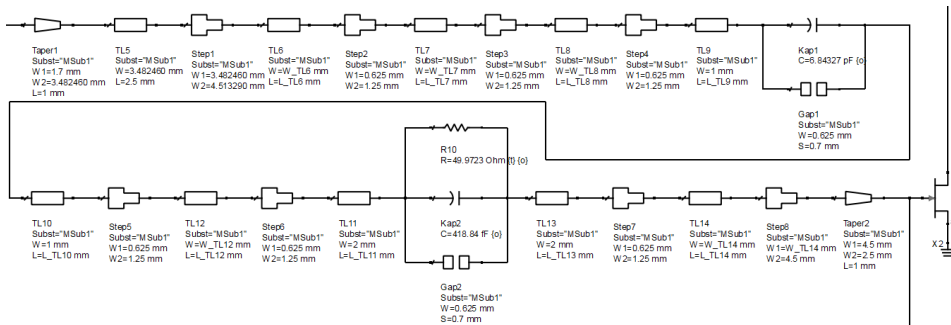 Taper1
Subst="MSub1"
W1=1.7 mm
W2=3.482460 mm
L=1 mm
TL5
Subst="MSub1"
W=3.482460 mm
L=2.5 mm
Step1
Subst="MSub1"
W1=3.482460 mm
W2=4.513290 mm
TL6
Subst="MSub1"
W=W_TL6 mm
L=L_TL6 mm
Step2
Subst="MSub1"
W1=0.625 mm
W2=1.25 mm
TL7
Subst="MSub1"
W=W_TL7 mm
L=L_TL7 mm
Step3
Subst="MSub1"
W1=0.625 mm
W2=1.25 mm
TL8
Subst="MSub1"
W=W_TL8 mm
L=L_TL8 mm
Step4
Subst="MSub1"
W1=0.625 mm
W2=1.25 mm
TL9
Subst="MSub1"
W=1 mm
L=L_TL9 mm
Kap1
C=6.84327 pF {o}
Gap1
Subst="MSub1"
W=0.625 mm
S=0.7 mm
TL10
Subst="MSub1"
W=1 mm
L=L_TL10 mm
Step5
Subst="MSub1"
W1=0.625 mm
W2=1.25 mm
TL12
Subst="MSub1"
W=W_TL12 mm
L=L_TL12 mm
Step6
Subst="MSub1"
W1=0.625 mm
W2=1.25 mm
TL11
Subst="MSub1"
W=2 mm
L=L_TL11 mm
R10
R=49.9723 Ohm {t} {o}
Kap2
C=418.84 fF {o}
Gap2
Subst="MSub1"
W=0.625 mm
S=0.7 mm
TL13
Subst="MSub1"
W=2 mm
L=L_TL13 mm
Step7
Subst="MSub1"
W1=0.625 mm
W2=1.25 mm
TL14
Subst="MSub1"
W=W_TL14 mm
L=L_TL14 mm
Step8
Subst="MSub1"
W1=W_TL14 mm
W2=4.5 mm
Taper2
Subst="MSub1"
W1=4.5 mm
W2=2.5 mm
L=1 mm
X2